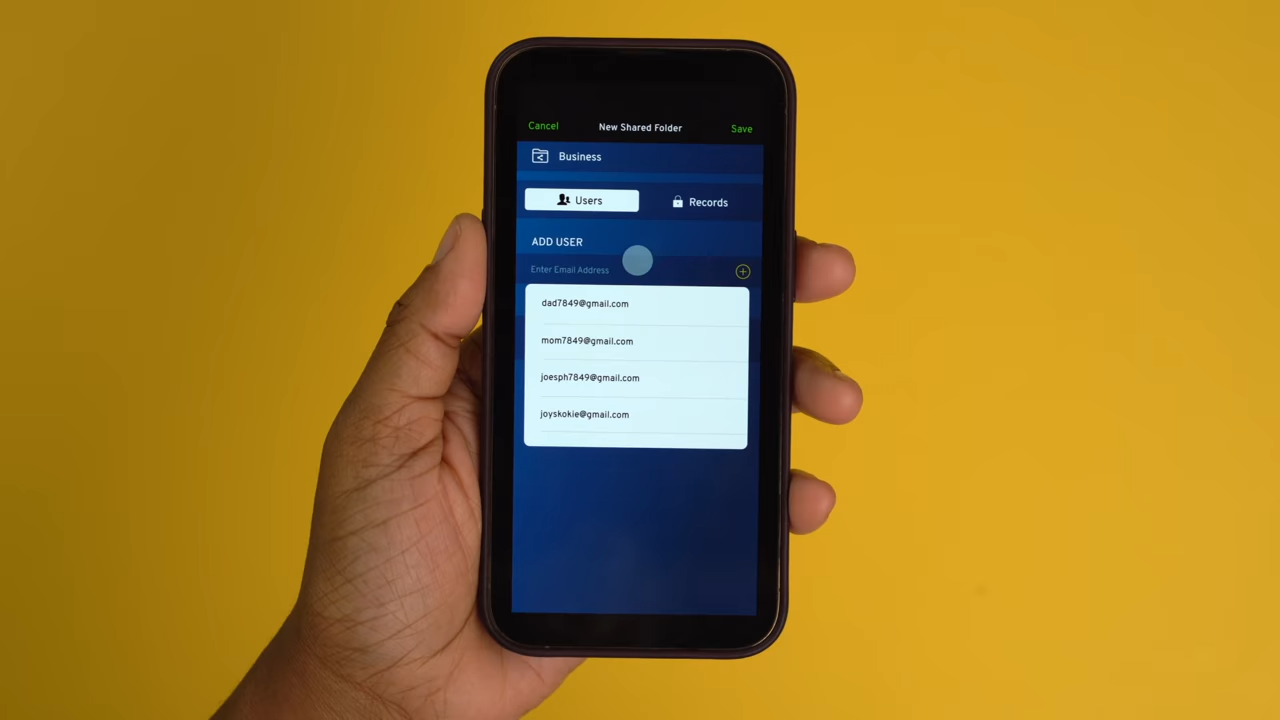 Cancel New Shared Folder Save
Business
Users Records
ADD USER
Enter Email Address
dad7849@gmail.com
mom7849@gmail.com
joesph7849@gmail.com
joyskokie@gmail.com